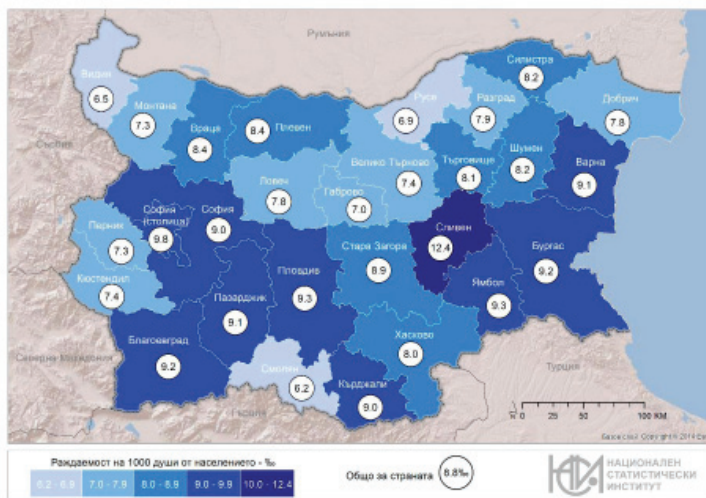 Румъния
Силистра
8.2
Видин
6.5
Русе
6.9
Разград
7.9
Добрич
7.8
Монтана
7.3
Враца
8.4
Плевен
8.4
Сърбия
Велико Търново
7.4
Търговище
8.1
Шумен
8.2
Варна
9.1
Ловеч
7.8
Габрово
7.0
София
(столица)
9.8
София
9.0
Перник
7.3
Сливен
12.4
Стара Загора
8.9
Бургас
9.2
Кюстендил
7.4
Пловдив
9.3
Пазарджик
9.1
Ямбол
9.3
Благоевград
9.2
Хасково
8.0
Северна Македония
Смолян
6.2
Кърджали
9.0
Турция
Гърция
N
0 50 100 KM
Раждаемост на 1000 души от населението - ‰
6.2 - 6.9 7.0 - 7.9 8.0 - 8.9 9.0 - 9.9 10.0 - 12.4
Общо за страната 8.8‰
НСИ
НАЦИОНАЛЕН
СТАТИСТИЧЕСКИ
ИНСТИТУТ